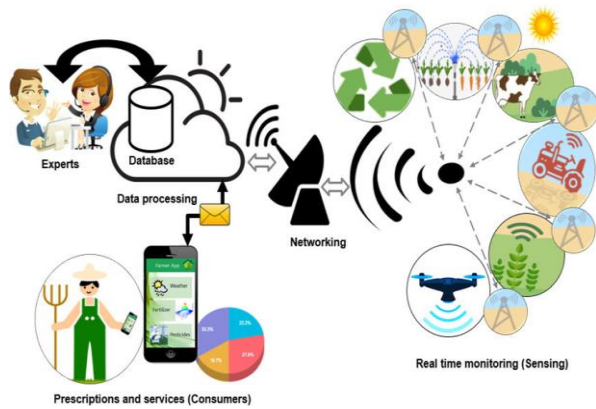 Experts
Database
Data processing
Networking
Farmer App
Weather
Fertilizer
Pesticides
Prescriptions and services (Consumers)
Real time monitoring (Sensing)